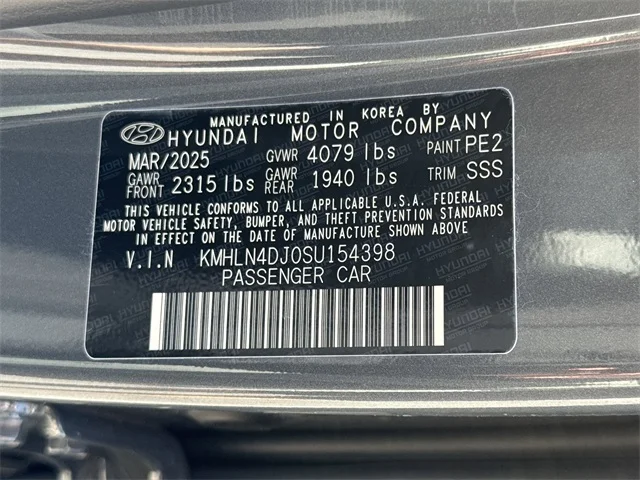 MANUFACTURED IN KOREA BY
HYUNDAI MOTOR COMPANY
MAR/2025 GVWR 4079 lbs PAINT PE2
GAWR FRONT 2315 lbs GAWR REAR 1940 lbs TRIM SSS
THIS VEHICLE CONFORMS TO ALL APPLICABLE U.S.A. FEDERAL
MOTOR VEHICLE SAFETY, BUMPER, AND THEFT PREVENTION STANDARDS
IN EFFECT ON THE DATE OF MANUFACTURE SHOWN ABOVE
V.I.N KMHLN4DJ0SU154398
PASSENGER CAR